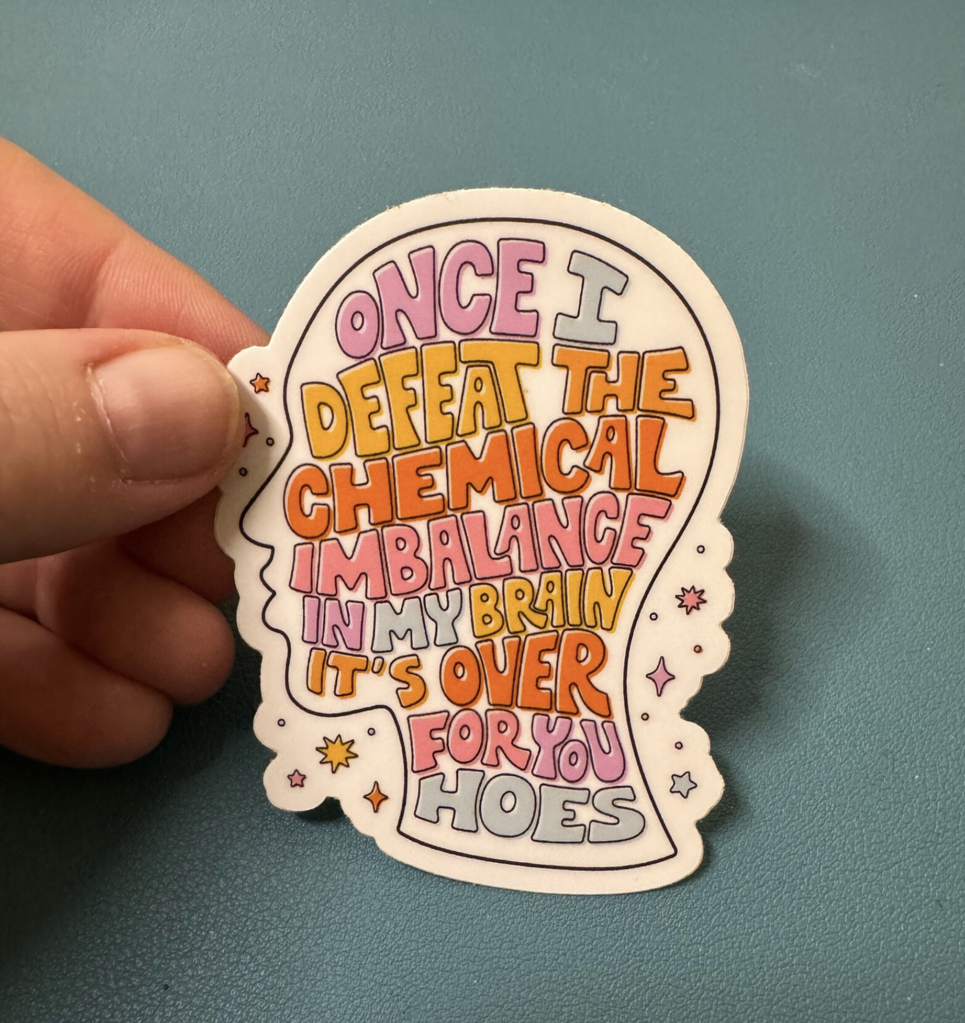 ONCE I
DEFEAT THE
CHEMICAL
IMBALANCE
IN MY BRAIN
IT'S OVER
FOR YOU
HOES